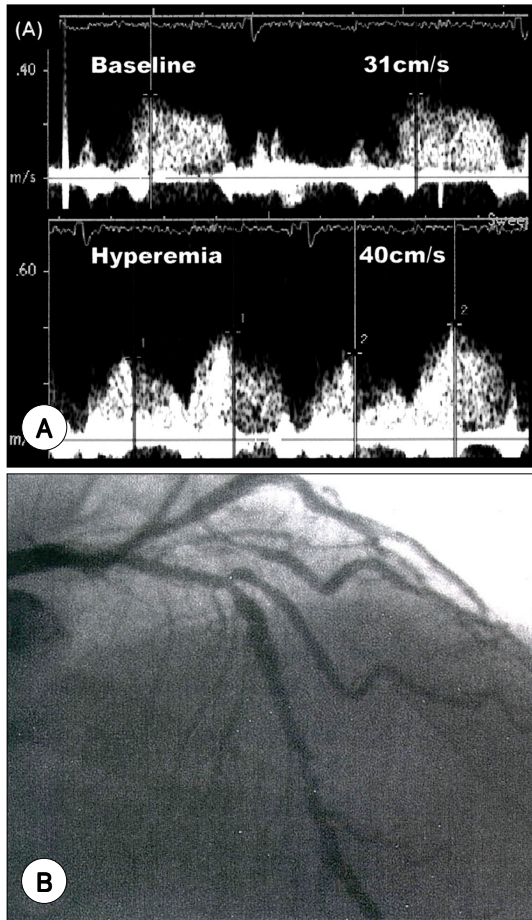 (A)
.40
Baseline 31cm/s
m/s
Sweep
Hyperemia 40cm/s
.60
1
2
1
2
m/
A
B